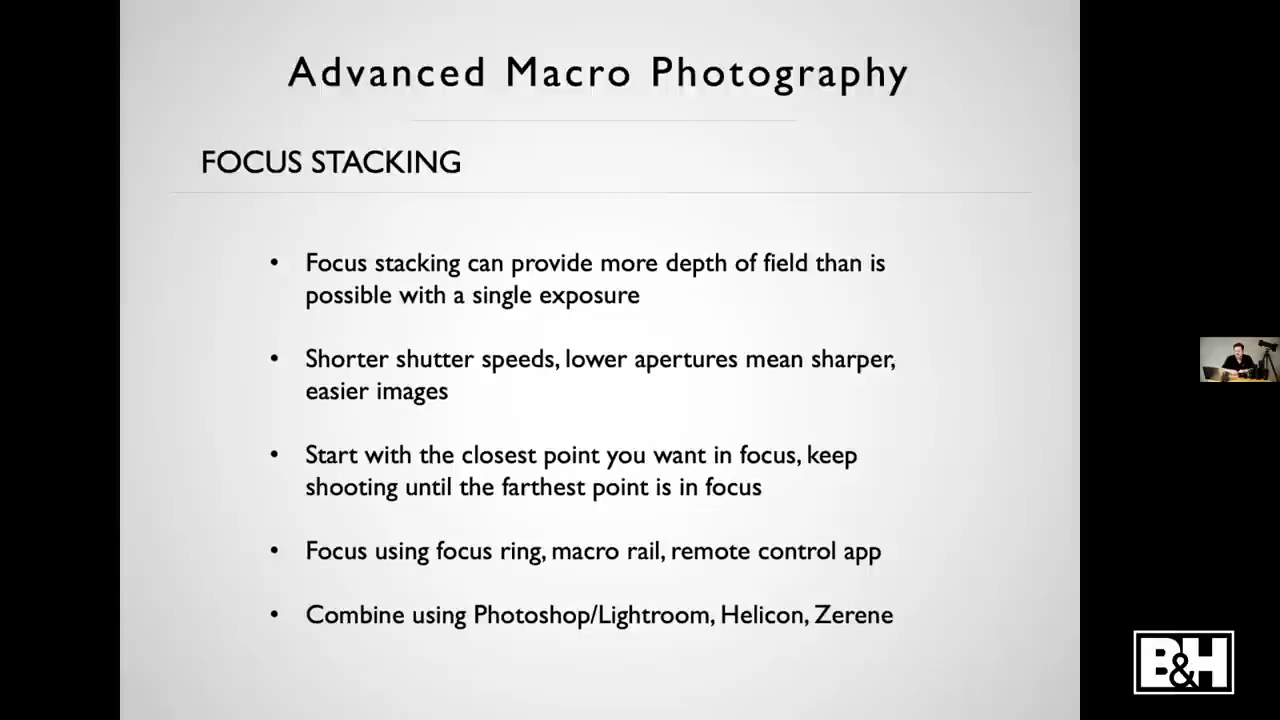 Advanced Macro Photography
FOCUS STACKING
• Focus stacking can provide more depth of field than is
possible with a single exposure
• Shorter shutter speeds, lower apertures mean sharper,
easier images
• Start with the closest point you want in focus, keep
shooting until the farthest point is in focus
• Focus using focus ring, macro rail, remote control app
• Combine using Photoshop/Lightroom, Helicon, Zerene
B&H